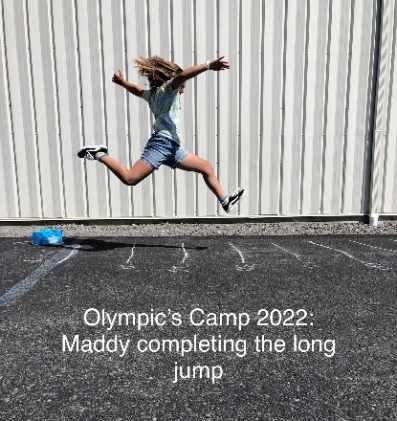 Olympic's Camp 2022:
Maddy completing the long
jump